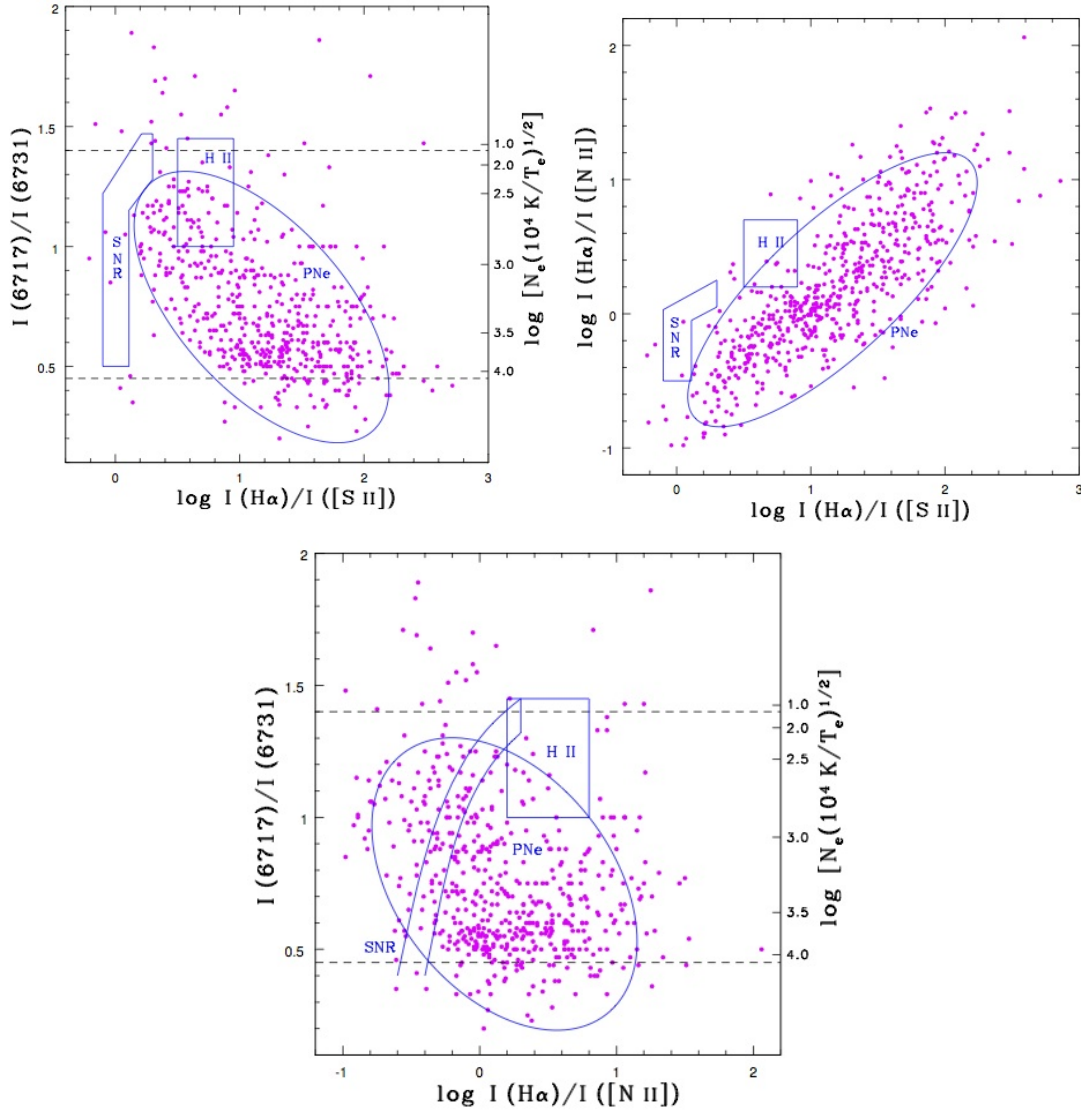 2
1.5
1
0.5
I (6717)/I (6731)
S
N
R
H II
PNe
1.0
2.0
2.5
3.0
3.5
4.0
log [Nₑ(10⁴ K/Tₑ)¹/²]
0
1
2
3
log I (Hα)/I ([S II])
2
1
0
-1
log I (Hα)/I ([N II])
S
N
R
H II
PNe
0
1
2
3
log I (Hα)/I ([S II])
2
1.5
1
0.5
I (6717)/I (6731)
H II
PNe
SNR
1.0
2.0
2.5
3.0
3.5
4.0
log [Nₑ(10⁴ K/Tₑ)¹/²]
-1
0
1
2
log I (Hα)/I ([N II])